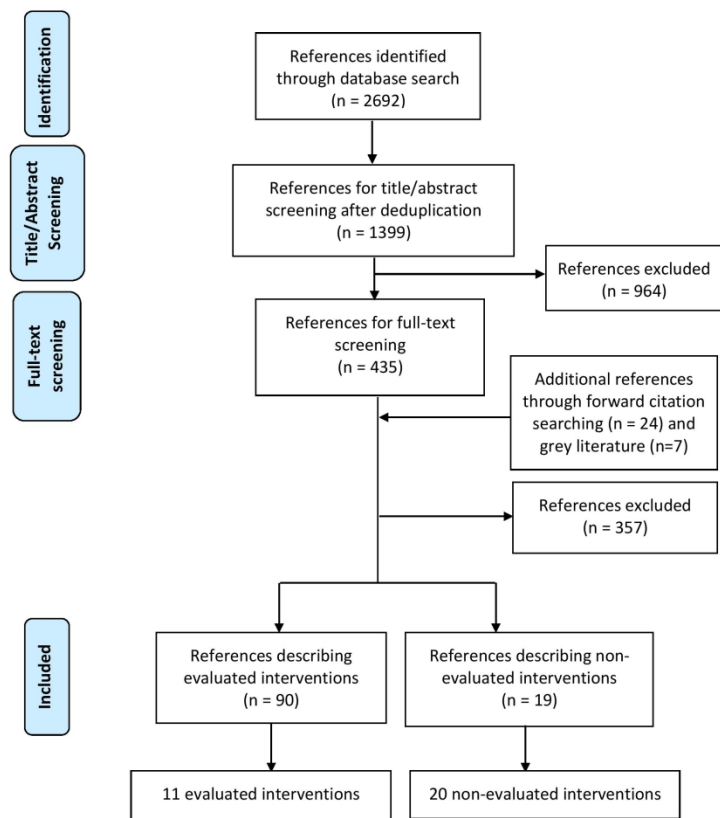 Identification
References identified
through database search
(n = 2692)
Title/Abstract
Screening
References for title/abstract
screening after deduplication
(n = 1399)
References excluded
(n = 964)
Full-text
screening
References for full-text
screening
(n = 435)
Additional references
through forward citation
searching (n = 24) and
grey literature (n=7)
References excluded
(n = 357)
Included
References describing
evaluated interventions
(n = 90)
References describing non-
evaluated interventions
(n = 19)
11 evaluated interventions
20 non-evaluated interventions